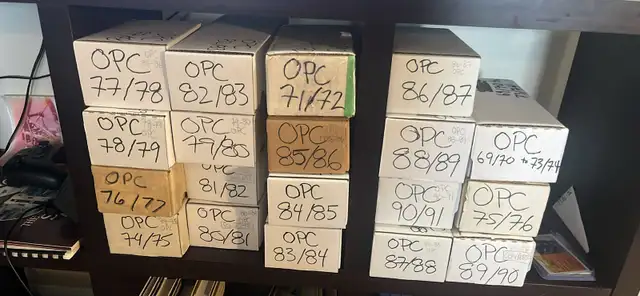 OPC
77/78
OPC
78/79
OPC
76/77
OPC
74/75
OPC
82/83
OPC
79/80
OPC
81/82
OPC
80/81
OPC
71/72
OPC
85/86
OPC
84/85
OPC
83/84
OPC
86/87
OPC
88/89
OPC
90/91
OPC
87/88
OPC
69/70 to 73/74
OPC
75/76
OPC
89/90